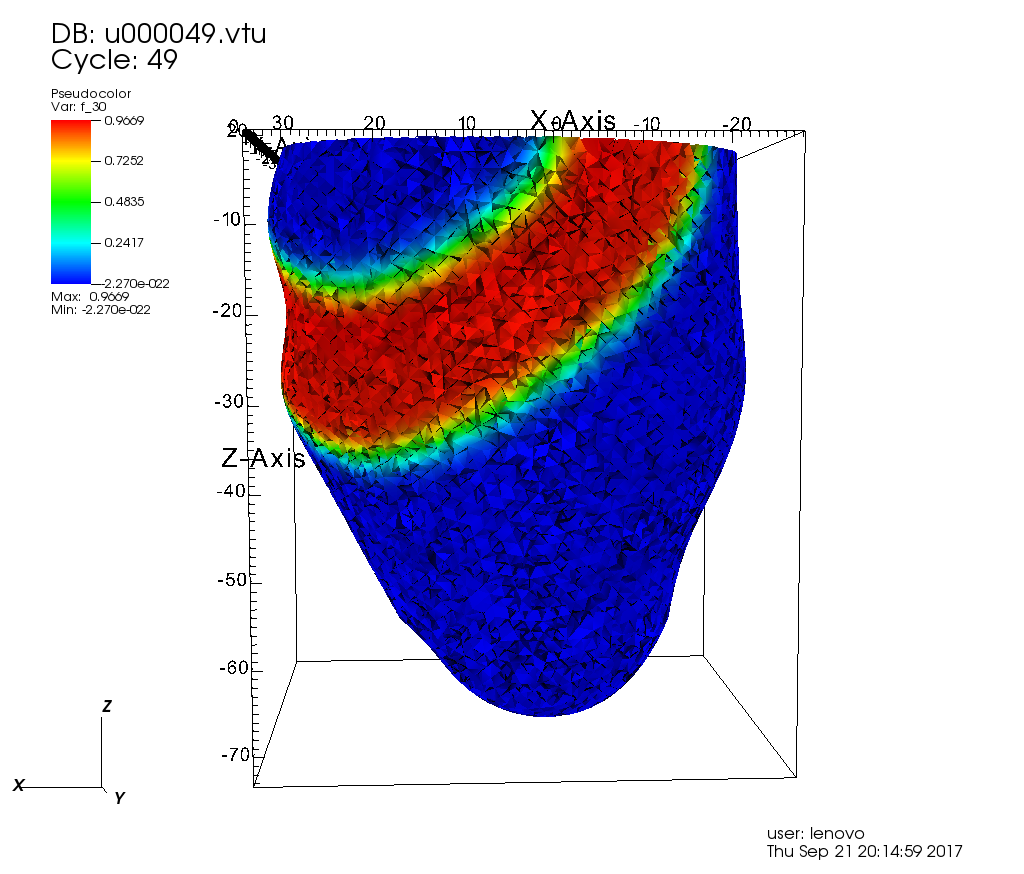 DB: u000049.vtu
Cycle: 49
Pseudocolor
Var: f_30
0.9669
0.7252
0.4835
0.2417
-2.270e-022
Max: 0.9669
Min: -2.270e-022
X-Axis
30 20 10 0 -10 -20
-10
-20
-30
Z-Axis
-40
-50
-60
-70
Z
X
Y
user: lenovo
Thu Sep 21 20:14:59 2017